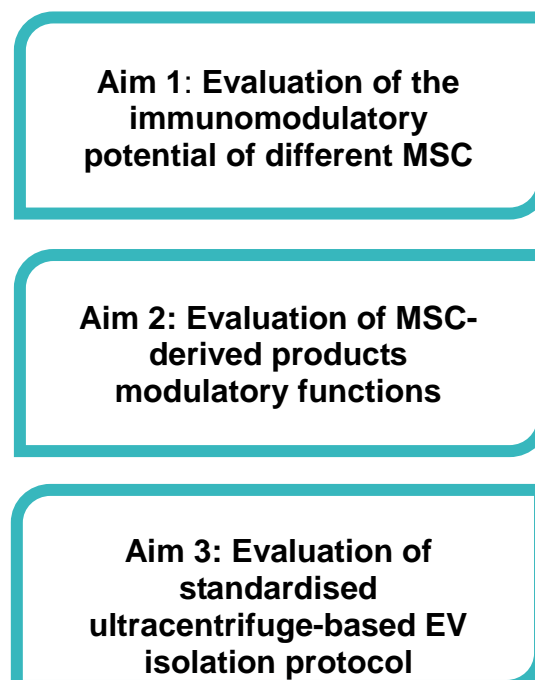 Aim 1: Evaluation of the
immunomodulatory
potential of different MSC
Aim 2: Evaluation of MSC-
derived products
modulatory functions
Aim 3: Evaluation of
standardised
ultracentrifuge-based EV
isolation protocol